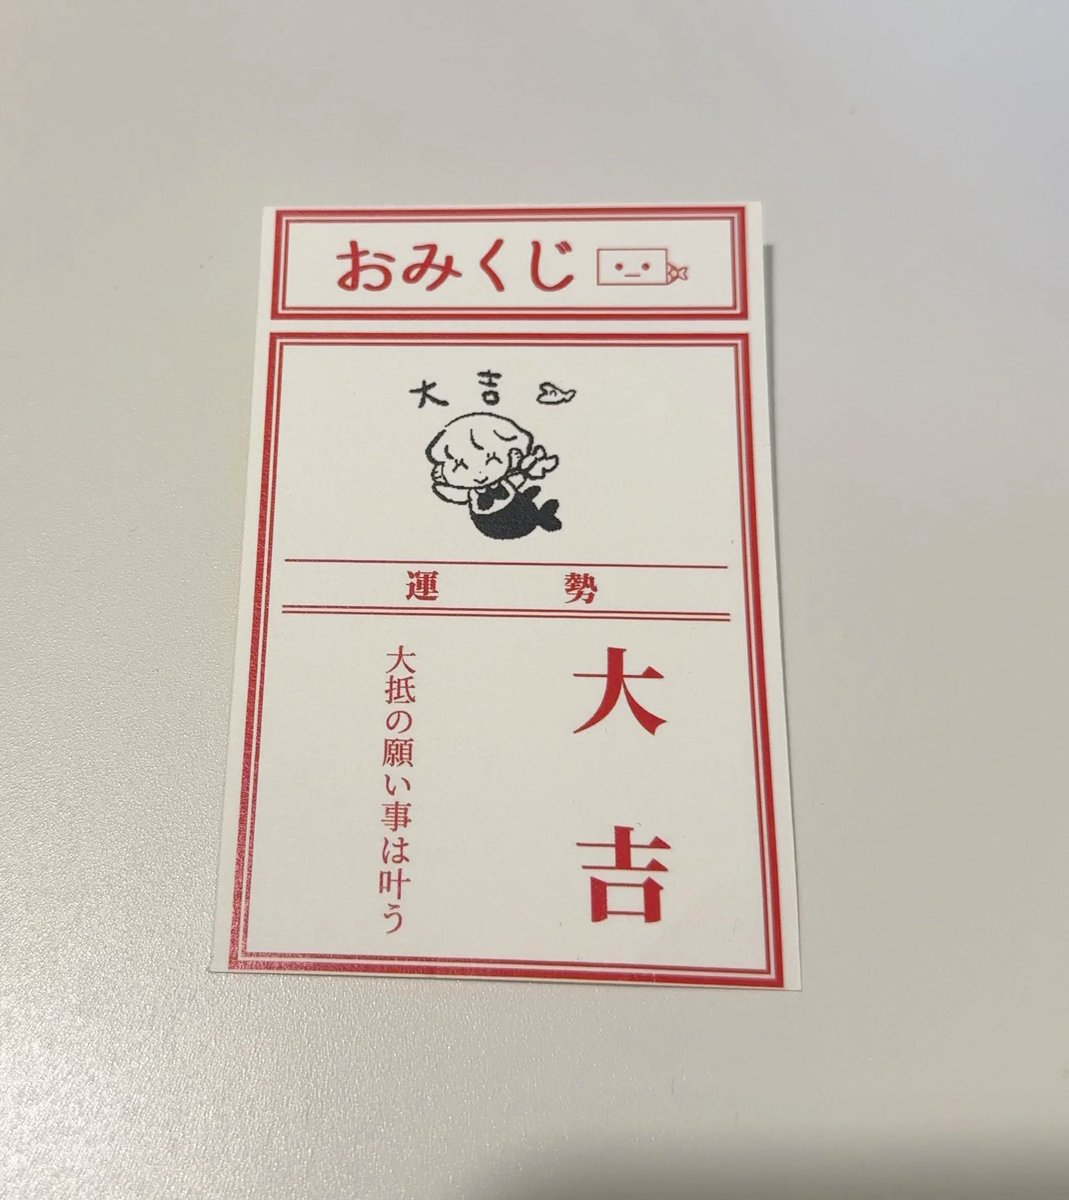 おみくじ
大吉
運勢
大吉
大抵の願い事は叶う